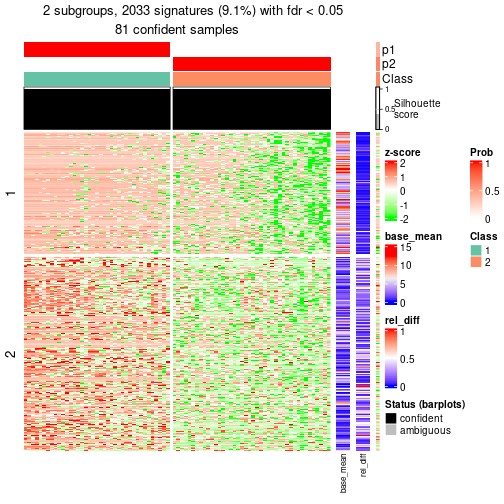 2 subgroups, 2033 signatures (9.1%) with fdr < 0.05
81 confident samples
p1
p2
Class
1
0.5
0
Silhouette
score
1
2
z-score
2
1
0
-1
-2
Prob
1
0.5
0
base_mean
15
10
5
0
Class
1
2
rel_diff
1
0.5
0
Status (barplots)
confident
ambiguous
base_mean
rel_diff